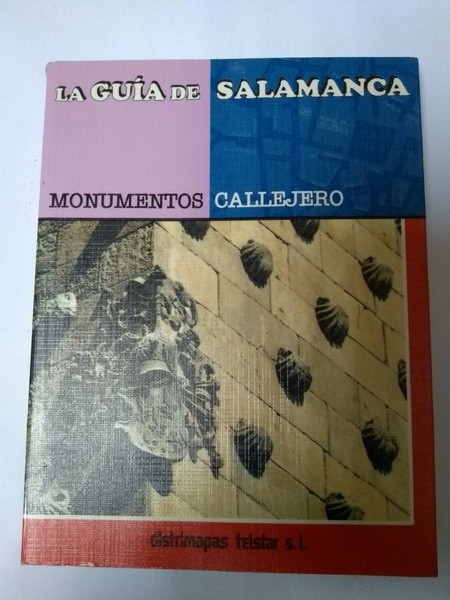 LA GUÍA DE SALAMANCA
MONUMENTOS CALLEJERO
distrimapas telstar s.l.